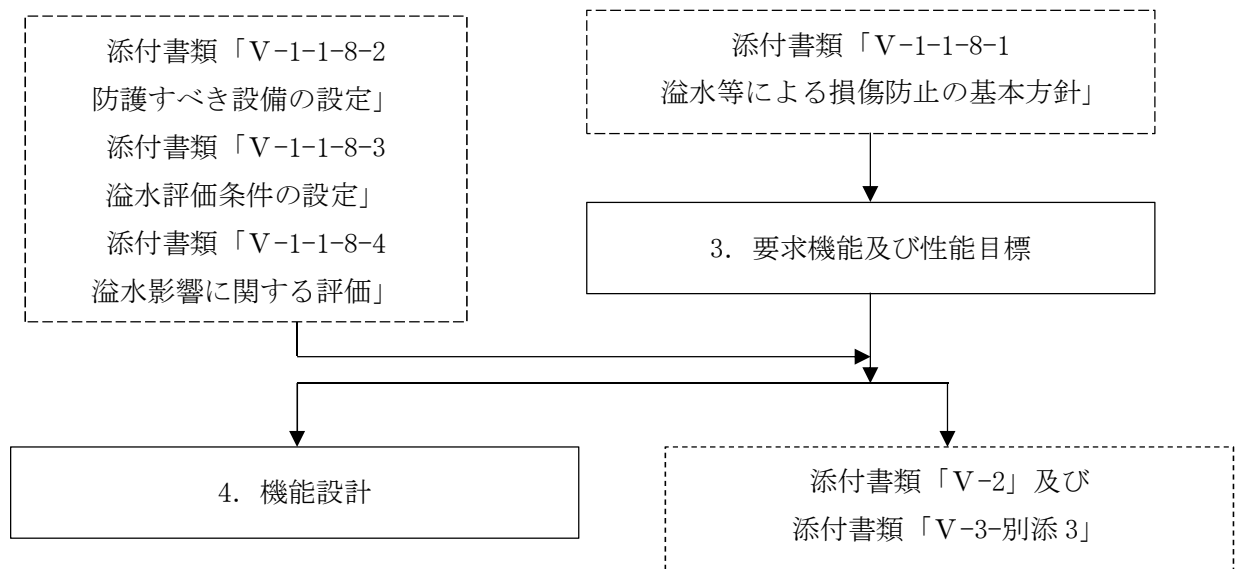 添付書類「Ⅴ-1-1-8-2
防護すべき設備の設定」
添付書類「Ⅴ-1-1-8-3
溢水評価条件の設定」
添付書類「Ⅴ-1-1-8-4
溢水影響に関する評価」
添付書類「Ⅴ-1-1-8-1
溢水等による損傷防止の基本方針」
3. 要求機能及び性能目標
4. 機能設計
添付書類「Ⅴ-2」及び
添付書類「Ⅴ-3-別添 3」